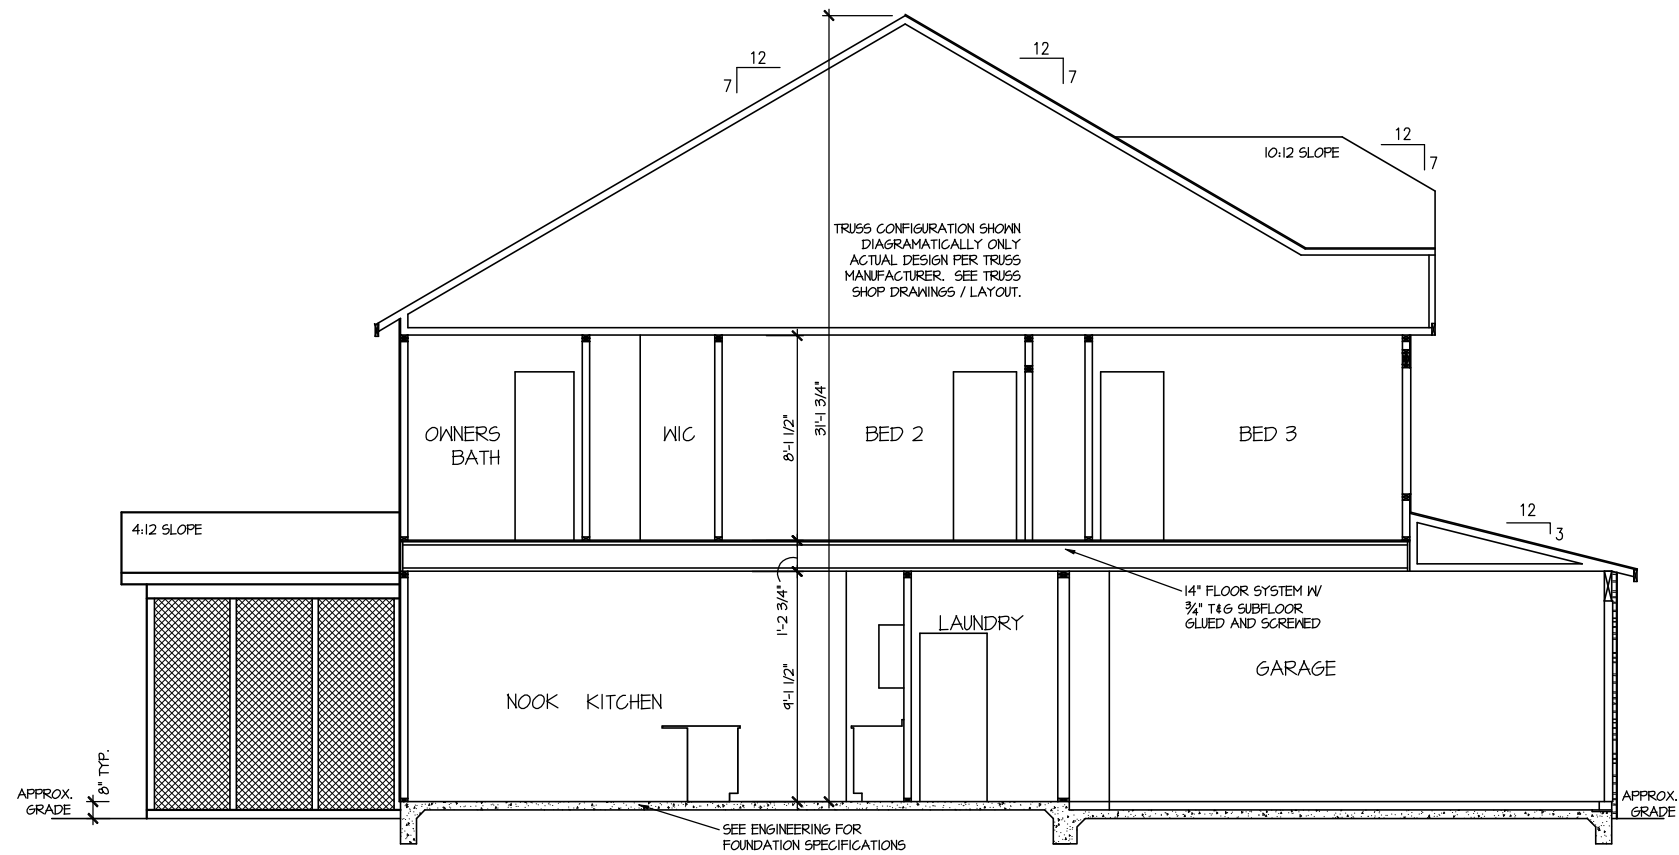 12
7
12
7
12
7
10:12 SLOPE
TRUSS CONFIGURATION SHOWN
DIAGRAMATICALLY ONLY
ACTUAL DESIGN PER TRUSS
MANUFACTURER. SEE TRUSS
SHOP DRAWINGS / LAYOUT.
31'-1 3/4"
8'-1 1/2"
OWNERS
BATH
WIC
BED 2
BED 3
4:12 SLOPE
12
3
14" FLOOR SYSTEM W/
3/4" T&G SUBFLOOR
GLUED AND SCREWED
1'-2 3/4"
9'-1 1/2"
LAUNDRY
GARAGE
NOOK KITCHEN
8" TYP.
APPROX.
GRADE
APPROX.
GRADE
SEE ENGINEERING FOR
FOUNDATION SPECIFICATIONS